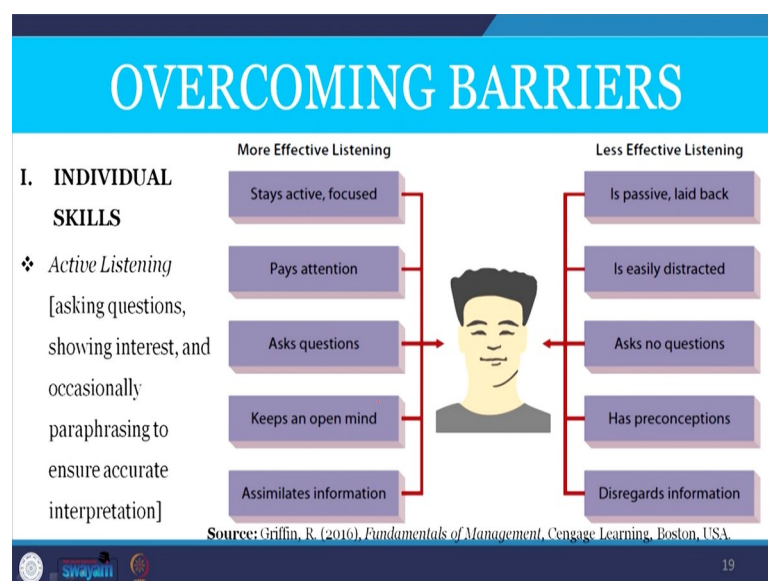 OVERCOMING BARRIERS
I. INDIVIDUAL
SKILLS
❖ Active Listening
[asking questions,
showing interest, and
occasionally
paraphrasing to
ensure accurate
interpretation]
More Effective Listening
Stays active, focused
Pays attention
Asks questions
Keeps an open mind
Assimilates information
Less Effective Listening
Is passive, laid back
Is easily distracted
Asks no questions
Has preconceptions
Disregards information
Source: Griffin, R. (2016), Fundamentals of Management, Cengage Learning, Boston, USA.
swayam
19